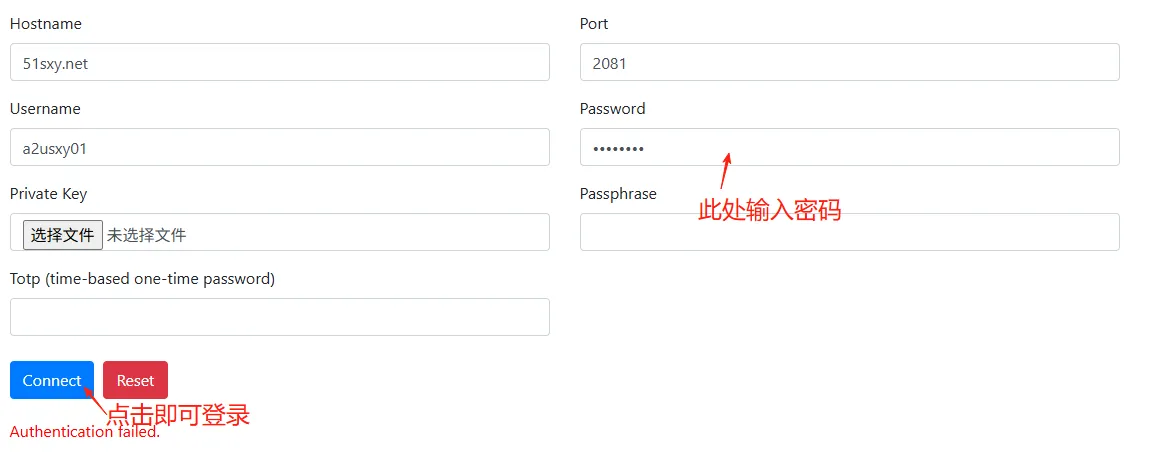 Hostname
Port
51sxy.net
2081
Username
Password
a2usxy01
••••••••
Private Key
Passphrase
此处输入密码
选择文件 未选择文件
Totp (time-based one-time password)
Connect
Reset
点击即可登录
Authentication failed.